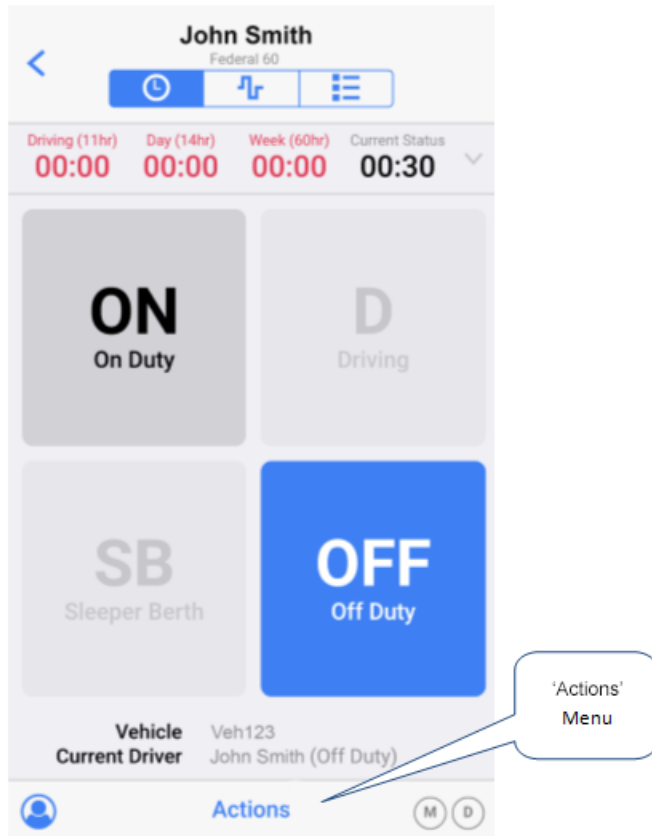 John Smith
Federal 60
Driving (11hr) Day (14hr) Week (60hr) Current Status
00:00 00:00 00:00 00:30
ON D
On Duty Driving
SB OFF
Sleeper Berth Off Duty
‘Actions’
Menu
Vehicle Veh123
Current Driver John Smith (Off Duty)
Actions M D